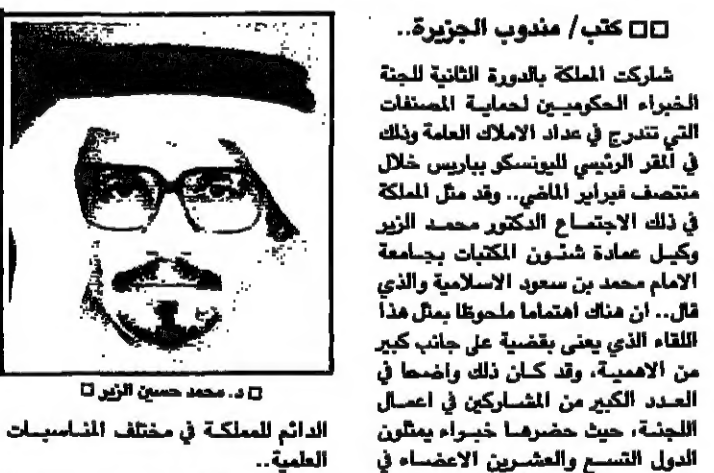 □□ كتب/ مندوب الجزيرة..
شاركت المملكة بالدورة الثانية للجنة
الخبراء الحكوميين لحماية المصنفات
التي تندرج في عداد الاملاك العامة وذلك
في المقر الرئيسي لليونسكو بباريس خلال
منتصف فبراير الماضي.. وقد مثل المملكة
في ذلك الاجتماع الدكتور محمد الزير
وكيل عمادة شئون المكتبات بجامعة
الامام محمد بن سعود الاسلامية والذي
قال.. ان هناك اهتماما ملحوظا بمثل هذا
اللقاء الذي يعنى بقضية على جانب كبير
من الاهمية، وقد كان ذلك واضحا في
العدد الكبير من المشاركين في اعمال
اللجنة، حيث حضرها خبراء يمثلون
الدول التسع والعشرين الاعضاء في
□ د. محمد حسين الزير □
الدائم للمملكة في مختلف المناسبات
العلمية..